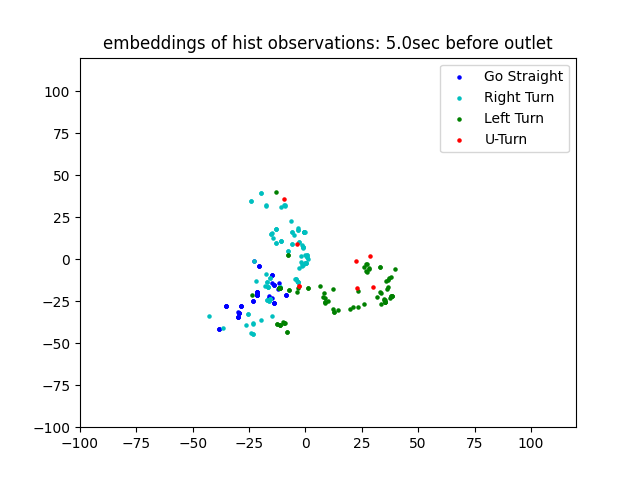 embeddings of hist observations: 5.0sec before outlet
Go Straight
Right Turn
Left Turn
U-Turn
100
75
50
25
0
−25
−50
−75
−100
−100 −75 −50 −25 0 25 50 75 100